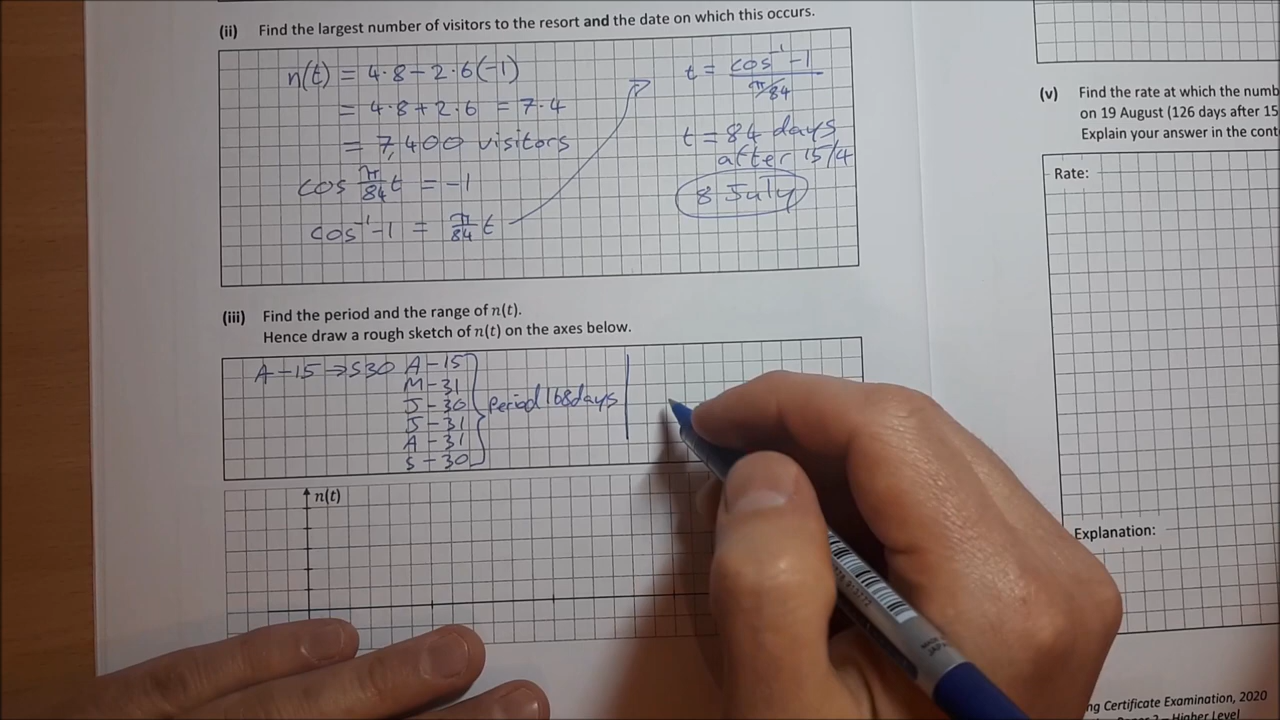 (ii) Find the largest number of visitors to the resort and the date on which this occurs.
n(t) = 4·8 – 2·6(-1)
= 4·8 + 2·6 = 7·4
= 7,400 visitors
cos π/84 t = -1
cos⁻¹ -1 = π/84 t
t = cos⁻¹ -1 / π/84
t = 84 days
after 15/4
8 July
(iii) Find the period and the range of n(t).
Hence draw a rough sketch of n(t) on the axes below.
A-15 → S30
A-15
M-31
J-30
J-31
A-31
S-30
Period 168 days
n(t)
(v) Find the rate at which the numb
on 19 August (126 days after 15
Explain your answer in the cont
Rate:
Explanation:
ng Certificate Examination, 2020
– Higher Level